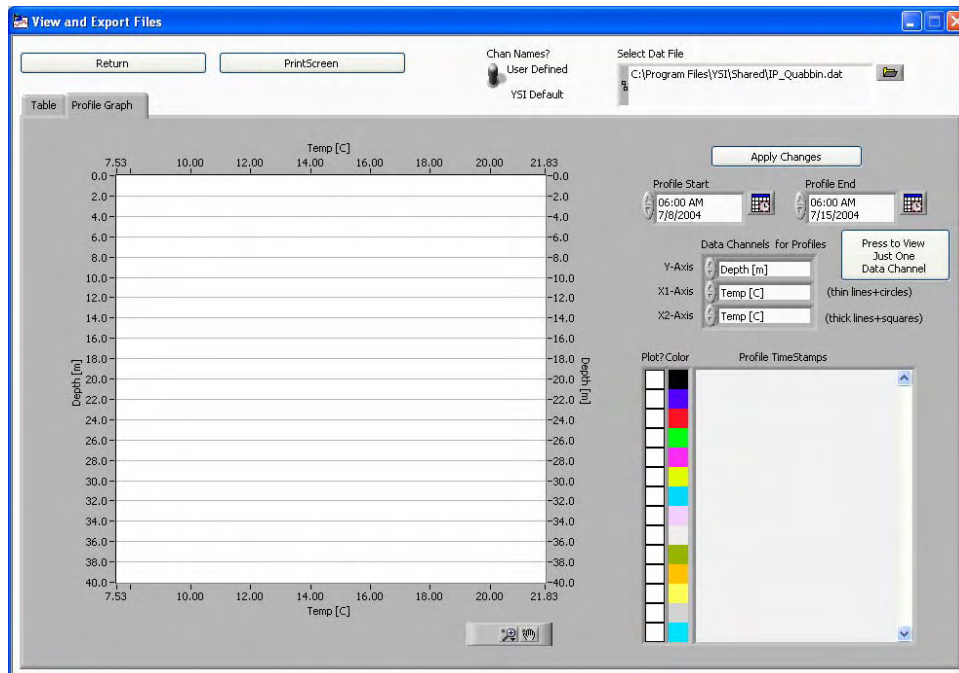 View and Export Files
Return
PrintScreen
Chan Names?
User Defined
YSI Default
Select Dat File
C:\Program Files\YSI\Shared\IP_Quabbin.dat
Table
Profile Graph
Temp [C]
7.53 10.00 12.00 14.00 16.00 18.00 20.00 21.83
0.0 0.0
2.0 2.0
4.0 4.0
6.0 6.0
8.0 8.0
10.0 10.0
12.0 12.0
14.0 14.0
16.0 16.0
18.0 18.0
20.0 20.0
22.0 22.0
24.0 24.0
26.0 26.0
28.0 28.0
30.0 30.0
32.0 32.0
34.0 34.0
36.0 36.0
38.0 38.0
40.0 40.0
Depth [m]
Depth [m]
7.53 10.00 12.00 14.00 16.00 18.00 20.00 21.83
Temp [C]
Apply Changes
Profile Start
06:00 AM
7/8/2004
Profile End
06:00 AM
7/15/2004
Data Channels for Profiles
Press to View
Just One
Data Channel
Y-Axis Depth [m]
X1-Axis Temp [C] (thin lines+circles)
X2-Axis Temp [C] (thick lines+squares)
Plot? Color Profile TimeStamps